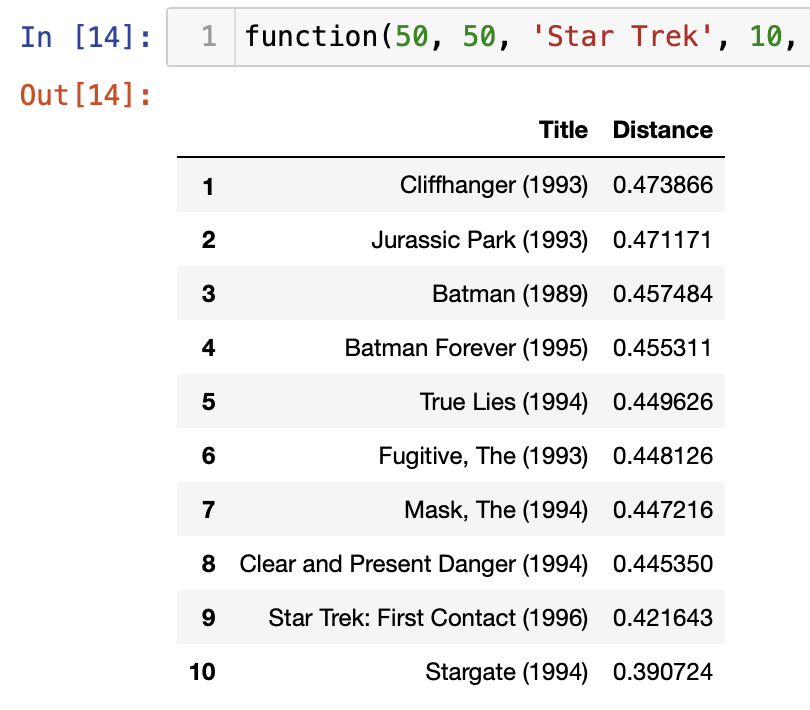 In [14]: 1 function(50, 50, 'Star Trek', 10,
Out[14]:
Title Distance
1 Cliffhanger (1993) 0.473866
2 Jurassic Park (1993) 0.471171
3 Batman (1989) 0.457484
4 Batman Forever (1995) 0.455311
5 True Lies (1994) 0.449626
6 Fugitive, The (1993) 0.448126
7 Mask, The (1994) 0.447216
8 Clear and Present Danger (1994) 0.445350
9 Star Trek: First Contact (1996) 0.421643
10 Stargate (1994) 0.390724